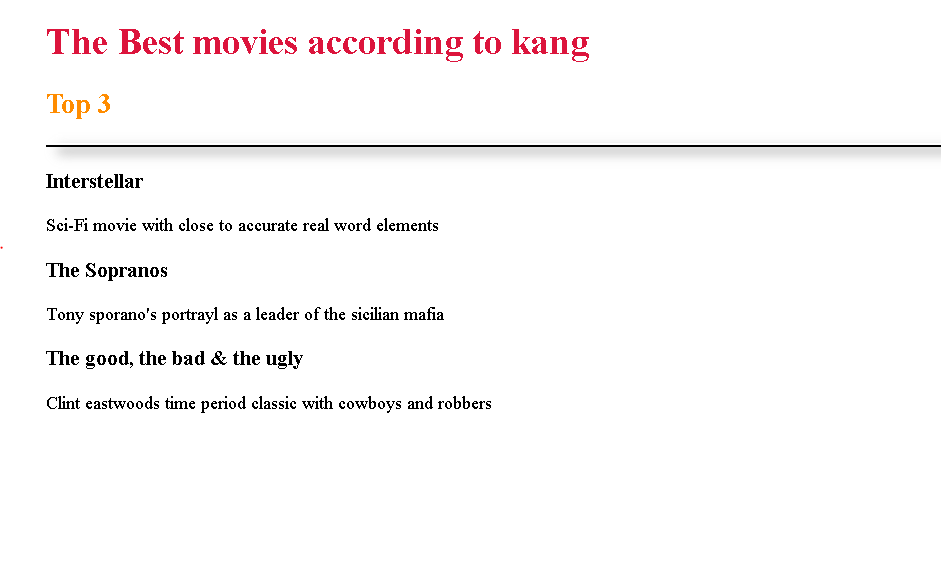 The Best movies according to kang
Top 3
Interstellar
Sci-Fi movie with close to accurate real word elements
The Sopranos
Tony sporano's portrayl as a leader of the sicilian mafia
The good, the bad & the ugly
Clint eastwoods time period classic with cowboys and robbers